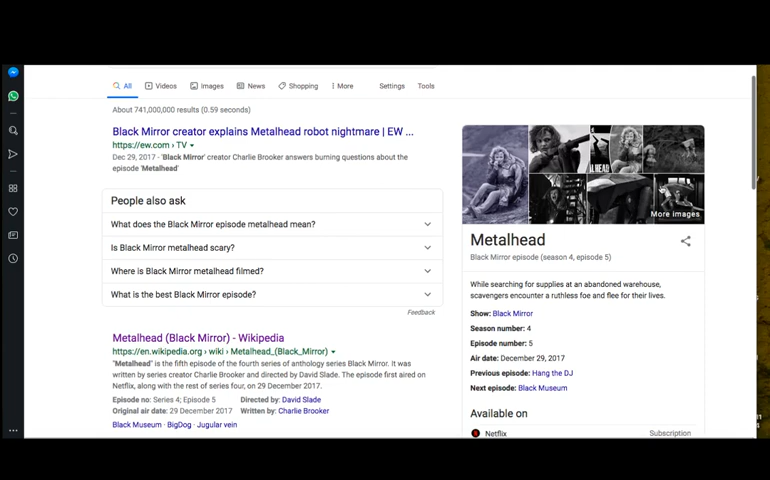 All Videos Images News Shopping More Settings Tools
About 741,000,000 results (0.59 seconds)
Black Mirror creator explains Metalhead robot nightmare | EW ...
https://ew.com › TV
Dec 29, 2017 - 'Black Mirror' creator Charlie Brooker answers burning questions about the
episode 'Metalhead'
People also ask
What does the Black Mirror episode metalhead mean?
Is Black Mirror metalhead scary?
Where is Black Mirror metalhead filmed?
What is the best Black Mirror episode?
Feedback
Metalhead (Black Mirror) - Wikipedia
https://en.wikipedia.org › wiki › Metalhead_(Black_Mirror)
"Metalhead" is the fifth episode of the fourth series of anthology series Black Mirror. It was
written by series creator Charlie Brooker and directed by David Slade. The episode first aired on
Netflix, along with the rest of series four, on 29 December 2017.
Episode no: Series 4; Episode 5 Directed by: David Slade
Original air date: 29 December 2017 Written by: Charlie Brooker
Black Museum · BigDog · Jugular vein
More images
Metalhead
Black Mirror episode (season 4, episode 5)
While searching for supplies at an abandoned warehouse,
scavengers encounter a ruthless foe and flee for their lives.
Show: Black Mirror
Season number: 4
Episode number: 5
Air date: December 29, 2017
Previous episode: Hang the DJ
Next episode: Black Museum
Available on
Netflix Subscription